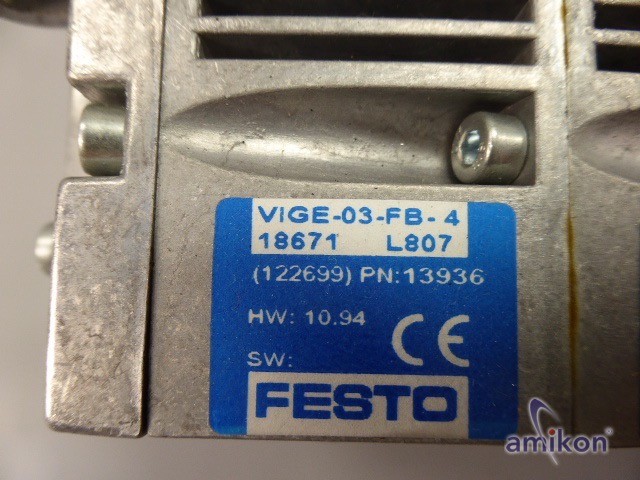 VIGE-03-FB-4
18671 L807
(122699) PN:13936
HW: 10.94
CE
SW:
FESTO
amikon